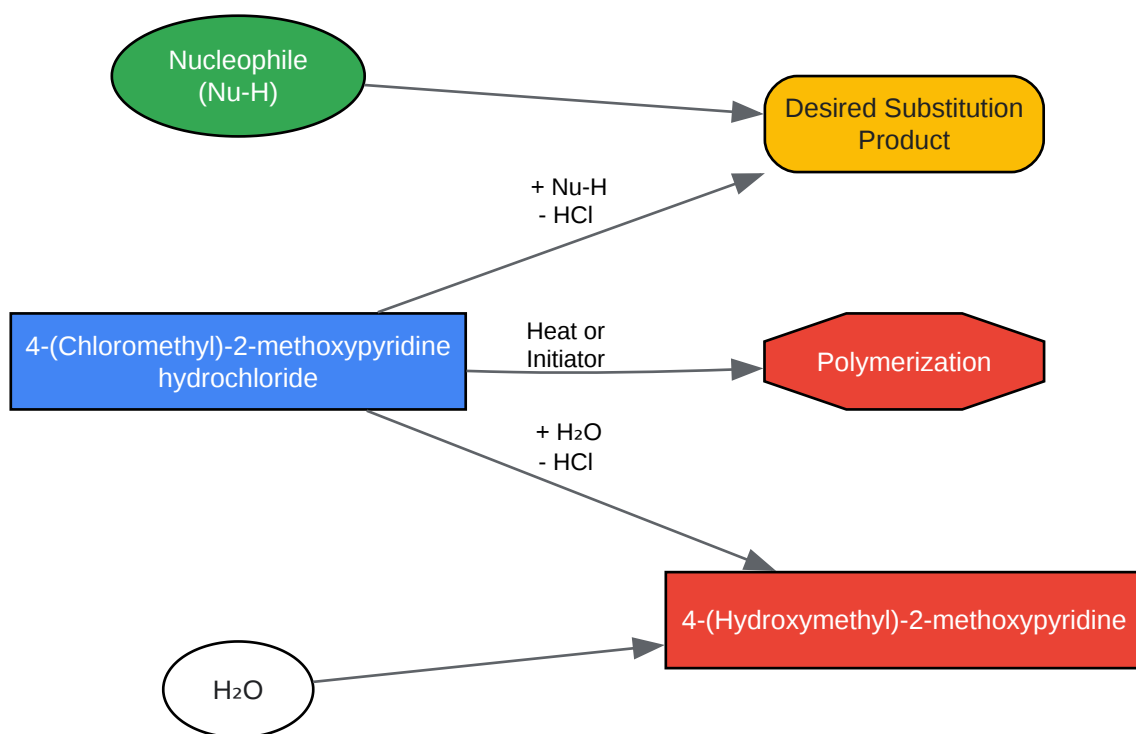 Nucleophile
(Nu-H)
Desired Substitution
Product
+ Nu-H
- HCl
4-(Chloromethyl)-2-methoxypyridine
hydrochloride
Heat or
Initiator
Polymerization
+ H₂O
- HCl
4-(Hydroxymethyl)-2-methoxypyridine
H₂O